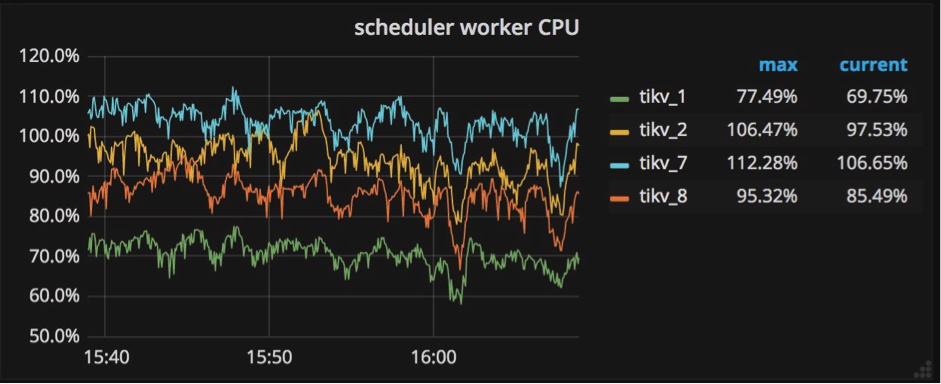 scheduler worker CPU
120.0%
110.0%
100.0%
90.0%
80.0%
70.0%
60.0%
50.0%
15:40 15:50 16:00
max current
tikv_1 77.49% 69.75%
tikv_2 106.47% 97.53%
tikv_7 112.28% 106.65%
tikv_8 95.32% 85.49%